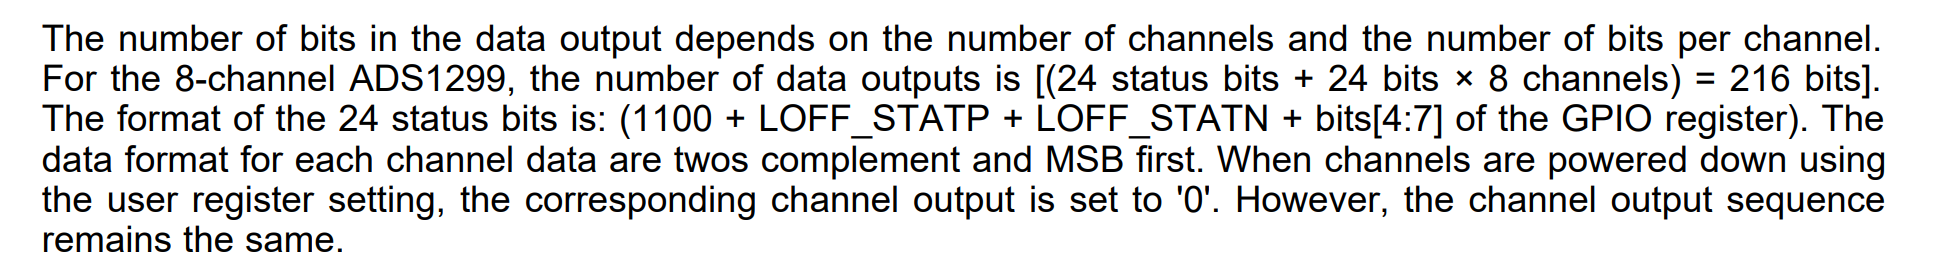 The number of bits in the data output depends on the number of channels and the number of bits per channel.
For the 8-channel ADS1299, the number of data outputs is [(24 status bits + 24 bits × 8 channels) = 216 bits].
The format of the 24 status bits is: (1100 + LOFF_STATP + LOFF_STATN + bits[4:7] of the GPIO register). The
data format for each channel data are twos complement and MSB first. When channels are powered down using
the user register setting, the corresponding channel output is set to '0'. However, the channel output sequence
remains the same.